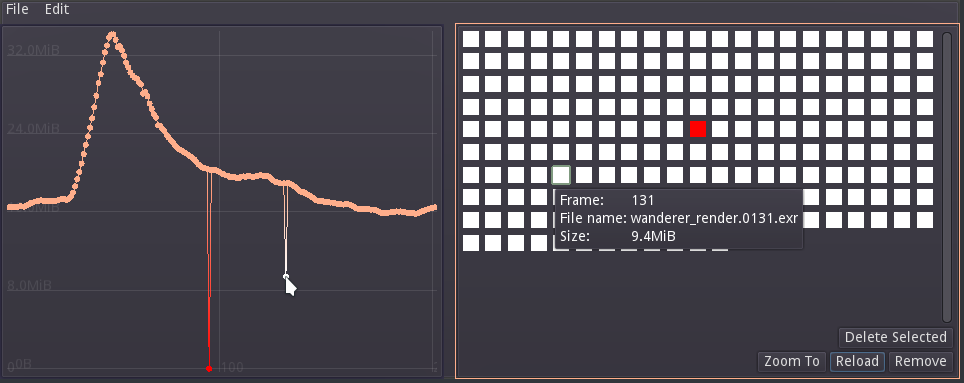 File Edit
32.0MiB
24.0MiB
8.0MiB
0 0B
100
Frame: 131
File name: wanderer_render.0131.exr
Size: 9.4MiB
Delete Selected
Zoom To Reload Remove